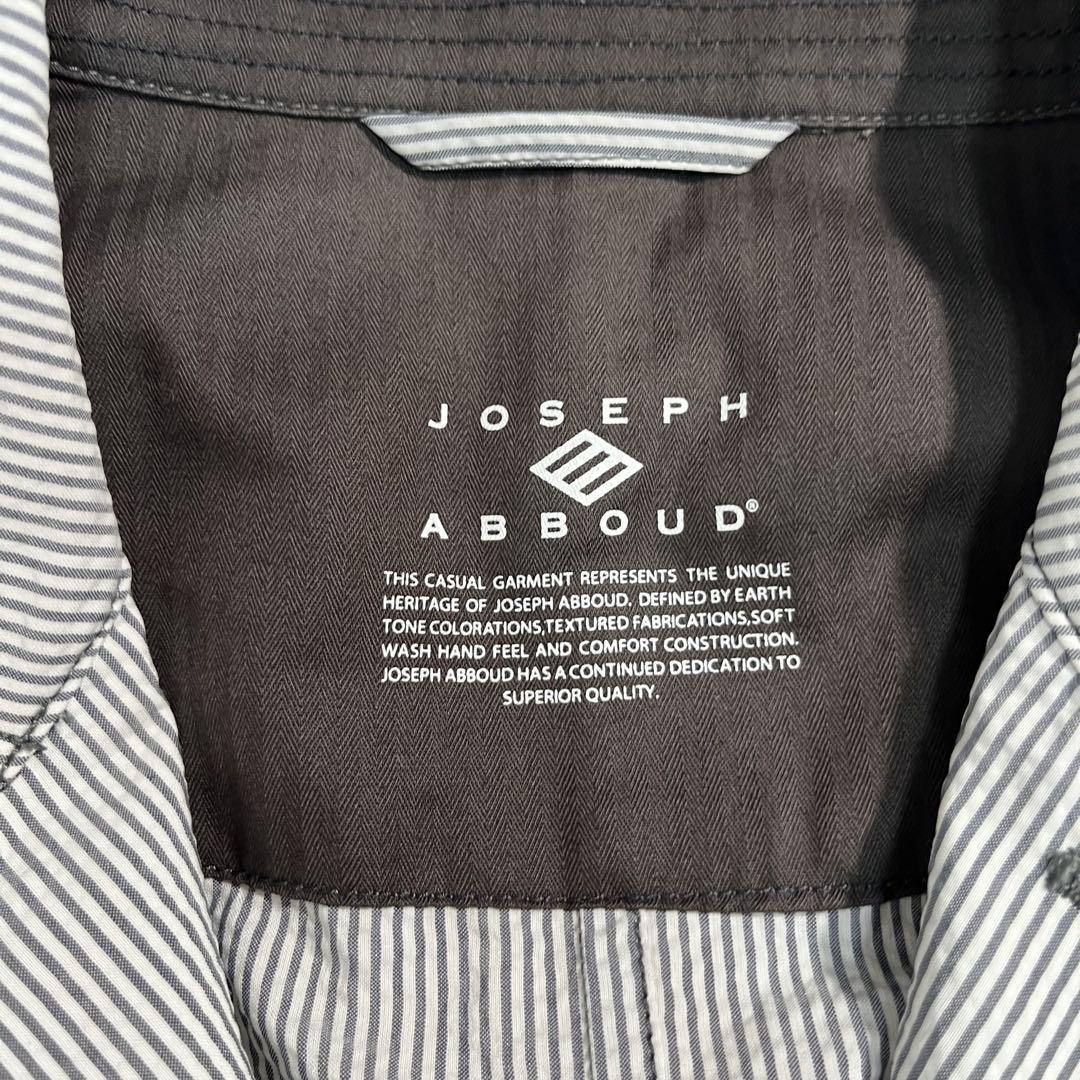 JOSEPH
ABBOUD®
THIS CASUAL GARMENT REPRESENTS THE UNIQUE
HERITAGE OF JOSEPH ABBOUD. DEFINED BY EARTH
TONE COLORATIONS,TEXTURED FABRICATIONS,SOFT
WASH HAND FEEL AND COMFORT CONSTRUCTION.
JOSEPH ABBOUD HAS A CONTINUED DEDICATION TO
SUPERIOR QUALITY.